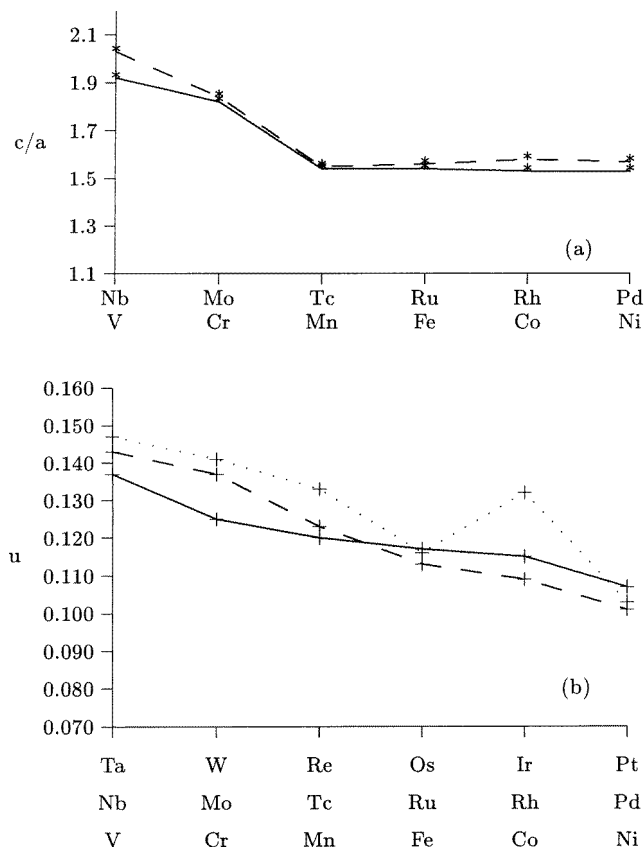 2.1
1.9
1.7
c/a
1.5
1.3
(a)
1.1
Nb Mo Tc Ru Rh Pd
V Cr Mn Fe Co Ni
0.160
0.150
0.140
0.130
0.120
u
0.110
0.100
0.090
0.080
(b)
0.070
Ta W Re Os Ir Pt
Nb Mo Tc Ru Rh Pd
V Cr Mn Fe Co Ni